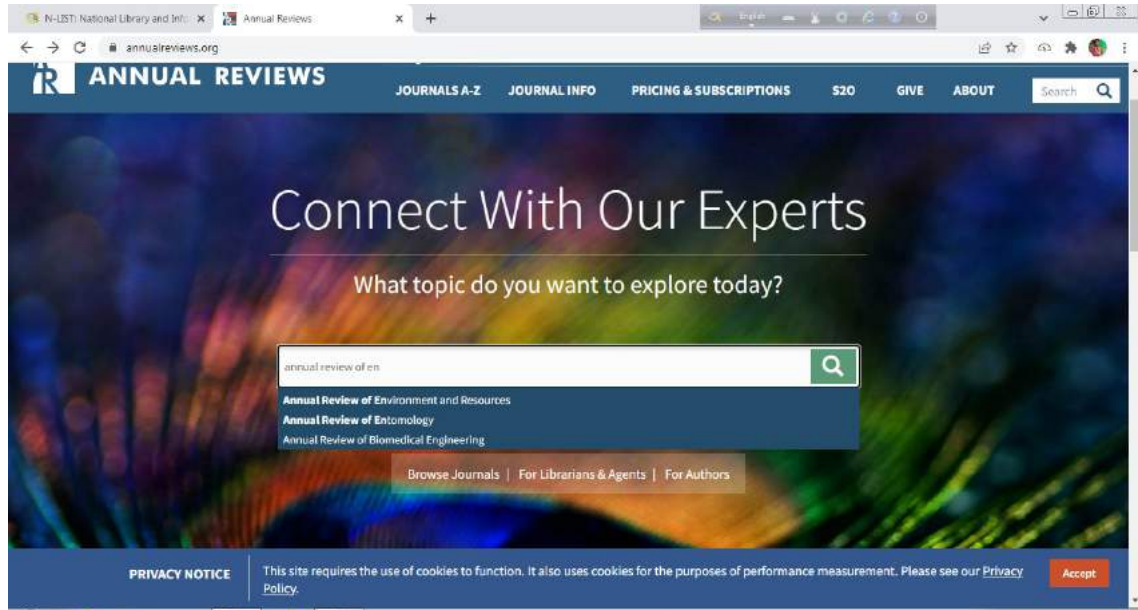 N-LIST: National Library and Inf
Annual Reviews
annualreviews.org
ANNUAL REVIEWS
JOURNALS A-Z JOURNAL INFO PRICING & SUBSCRIPTIONS S2O GIVE ABOUT
Search
Connect With Our Experts
What topic do you want to explore today?
annual review of en
Annual Review of Environment and Resources
Annual Review of Entomology
Annual Review of Biomedical Engineering
Browse Journals | For Librarians & Agents | For Authors
PRIVACY NOTICE
This site requires the use of cookies to function. It also uses cookies for the purposes of performance measurement. Please see our Privacy
Policy.
Accept